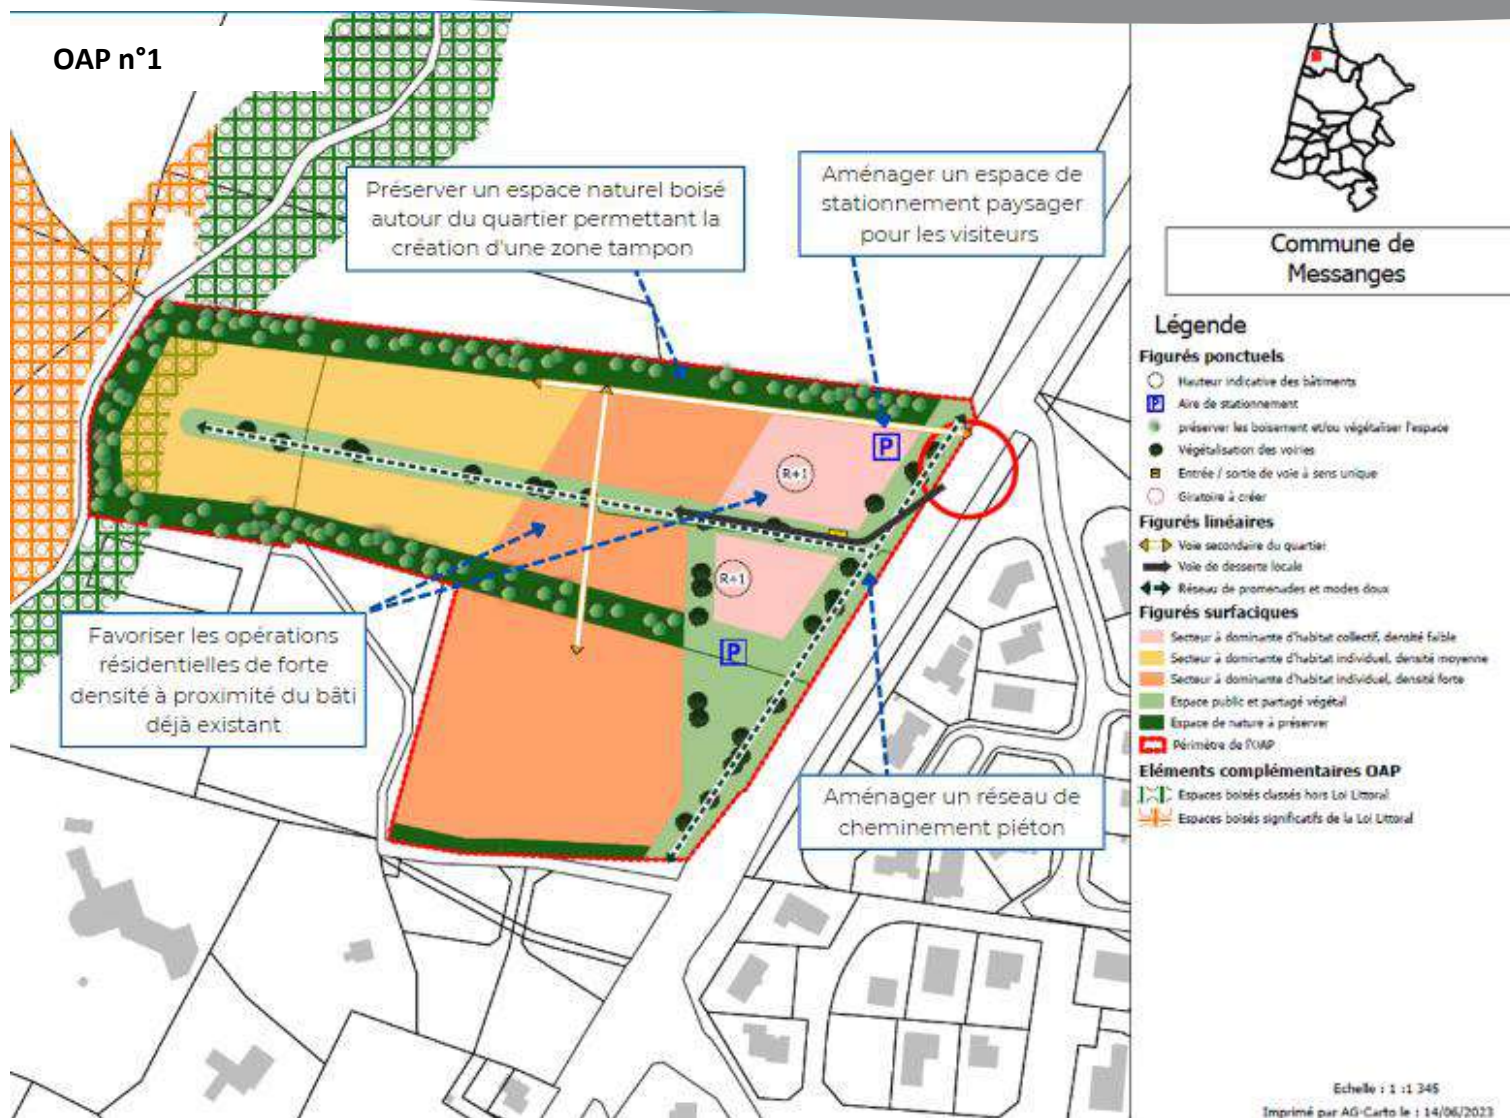 OAP n°1
Préserver un espace naturel boisé
autour du quartier permettant la
création d'une zone tampon
Aménager un espace de
stationnement paysager
pour les visiteurs
P
R+1
R+1
P
Favoriser les opérations
résidentielles de forte
densité à proximité du bâti
déjà existant
Aménager un réseau de
cheminement piéton
Commune de
Messanges
Légende
Figurés ponctuels
Hauteur indicative des bâtiments
P Aire de stationnement
préserver les boisement et/ou végétaliser l'espace
Végétalisation des voiries
Entrée / sortie de voie à sens unique
Giratoire à créer
Figurés linéaires
Voie secondaire du quartier
Voie de desserte locale
Réseau de promenades et modes doux
Figurés surfaciques
Secteur à dominante d'habitat collectif, densité faible
Secteur à dominante d'habitat individuel, densité moyenne
Secteur à dominante d'habitat individuel, densité forte
Espace public et partagé végétal
Espace de nature à préserver
Périmètre de l'OAP
Eléments complémentaires OAP
Espaces boisés classés hors Loi Littoral
Espaces boisés significatifs de la Loi Littoral
Echelle : 1 :1 345
Imprimé par AG-Carto le : 14/06/2023